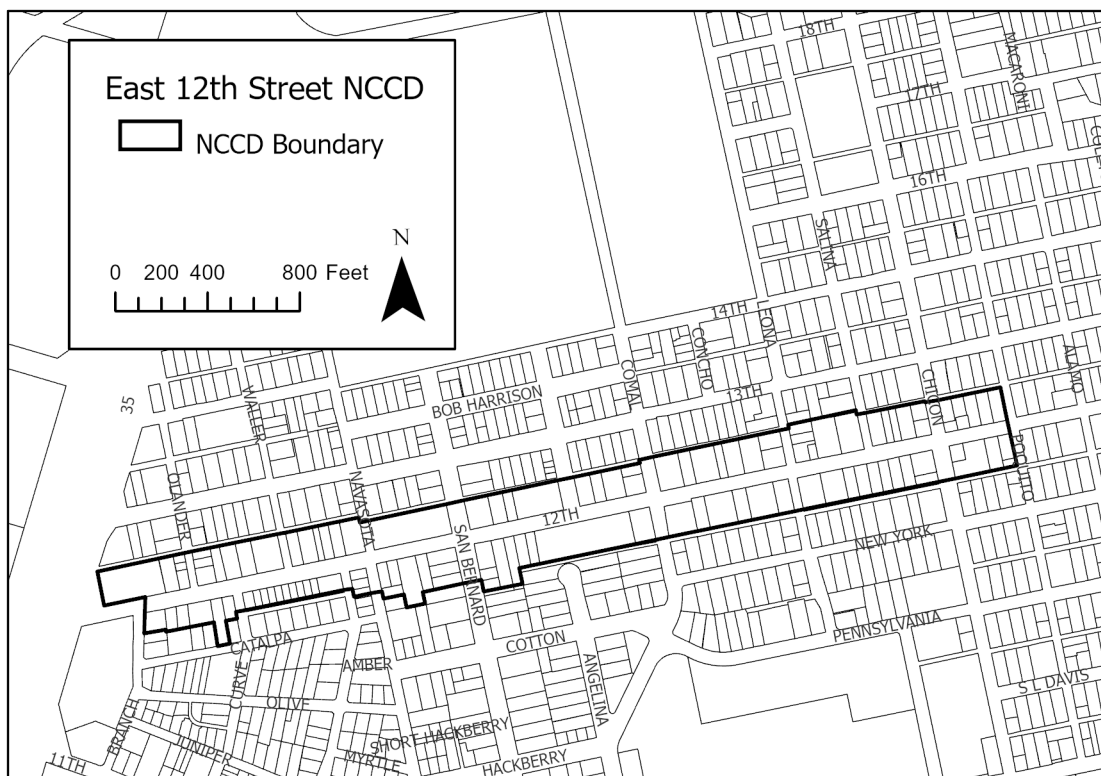 East 12th Street NCCD
NCCD Boundary
N
0 200 400 800 Feet
18TH
MACARONI
17TH
16TH
SALINA
14TH
LEONA
CONCHO
COMAL
13TH
ALAMO
CHICON
35
WALLER
BOB HARRISON
OLANDER
NAVASOTA
12TH
POQUITO
SAN BERNARD
NEW YORK
CATALPA
COTTON
PENNSYLVANIA
AMBER
CURVE
ANGELINA
OLIVE
S L DAVIS
BRANCH
JUNIPER
SHORT HACKBERRY
MYRTLE
HACKBERRY
11TH